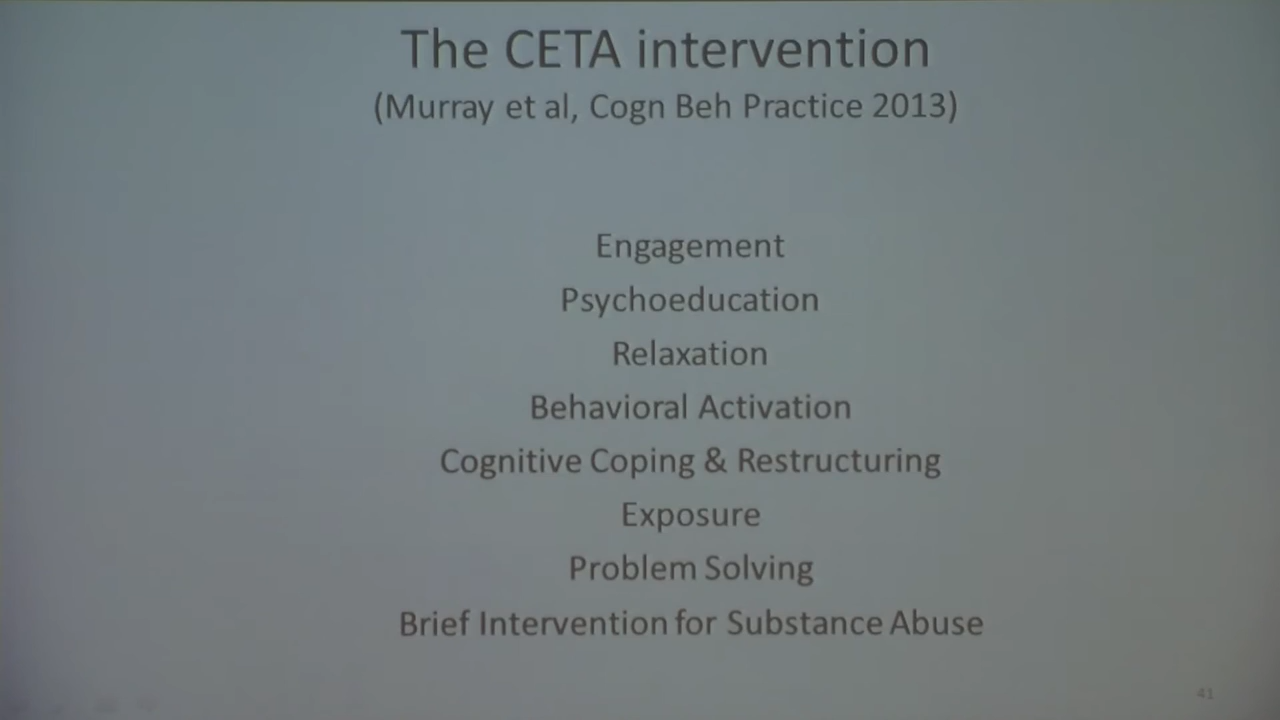 The CETA intervention
(Murray et al, Cogn Beh Practice 2013)
Engagement
Psychoeducation
Relaxation
Behavioral Activation
Cognitive Coping & Restructuring
Exposure
Problem Solving
Brief Intervention for Substance Abuse
41